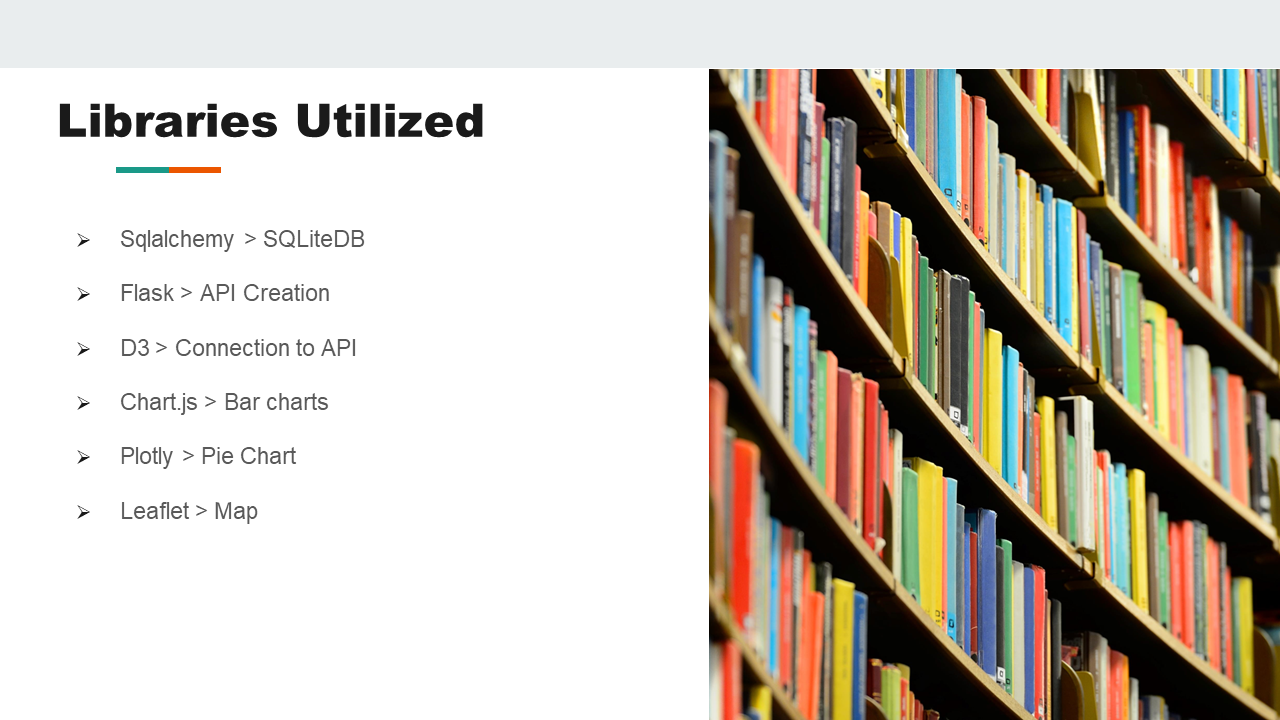 Libraries Utilized
➢ Sqlalchemy > SQLiteDB
➢ Flask > API Creation
➢ D3 > Connection to API
➢ Chart.js > Bar charts
➢ Plotly > Pie Chart
➢ Leaflet > Map